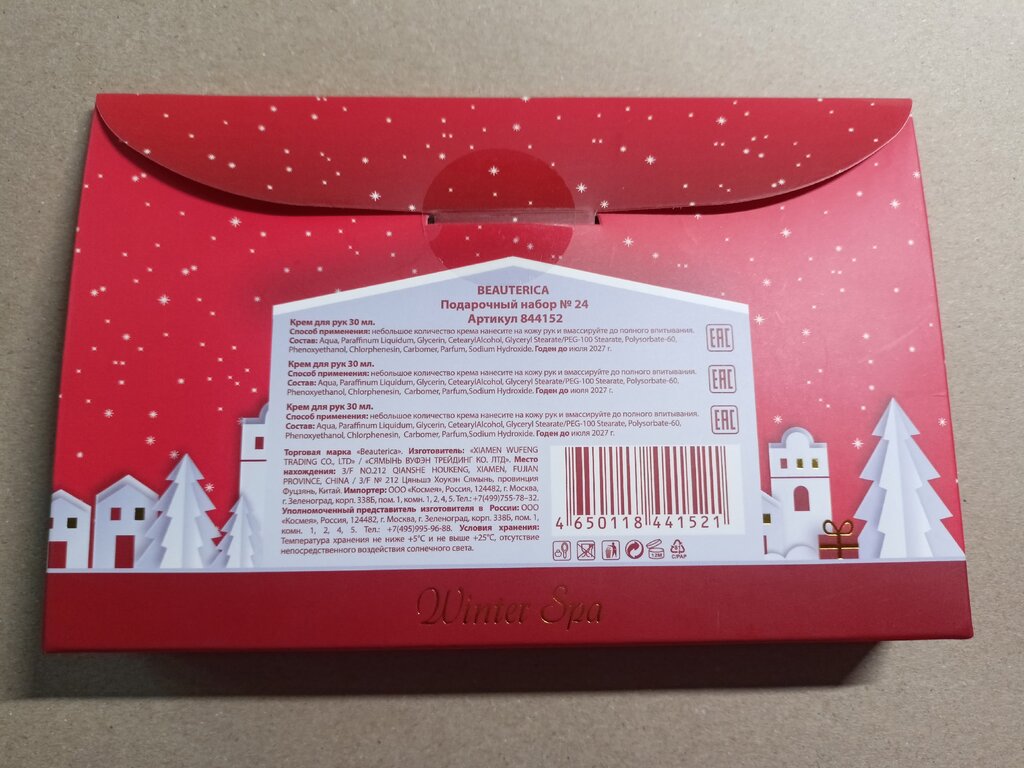 BEAUTERICA
Подарочный набор № 24
Артикул 844152
Крем для рук 30 мл.
Способ применения: небольшое количество крема нанесите на кожу рук и вмассируйте до полного впитывания.
Состав: Aqua, Paraffinum Liquidum, Glycerin, CetearylAlcohol, Glyceryl Stearate/PEG-100 Stearate, Polysorbate-60,
Phenoxyethanol, Chlorphenesin, Carbomer, Parfum, Sodium Hydroxide. Годен до июля 2027 г.
EAC
Крем для рук 30 мл.
Способ применения: небольшое количество крема нанесите на кожу рук и вмассируйте до полного впитывания.
Состав: Aqua, Paraffinum Liquidum, Glycerin, CetearylAlcohol, Glyceryl Stearate/PEG-100 Stearate, Polysorbate-60,
Phenoxyethanol, Chlorphenesin, Carbomer, Parfum,Sodium Hydroxide. Годен до июля 2027 г.
EAC
Крем для рук 30 мл.
Способ применения: небольшое количество крема нанесите на кожу рук и вмассируйте до полного впитывания.
Состав: Aqua, Paraffinum Liquidum, Glycerin, CetearylAlcohol, Glyceryl Stearate/PEG-100 Stearate, Polysorbate-60,
Phenoxyethanol, Chlorphenesin, Carbomer, Parfum,Sodium Hydroxide. Годен до июля 2027 г.
EAC
Торговая марка «Beauterica». Изготовитель: «XIAMEN WUFENG
TRADING CO., LTD» / «СЯМЫНЬ ВУФЭН ТРЕЙДИНГ КО. ЛТД». Место
нахождения: 3/F NO.212 QIANSHE HOUKENG, XIAMEN, FUJIAN
PROVINCE, CHINA / 3/F № 212 Цяньшэ Хоукэн Сямынь, провинция
Фуцзянь, Китай. Импортер: ООО «Космея», Россия, 124482, г. Москва,
г. Зеленоград, корп. 338Б, пом. 1, комн. 1, 2, 4, 5. Тел.: +7(499)755-78-32.
Уполномоченный представитель изготовителя в России: ООО
«Космея», Россия, 124482, г. Москва, г. Зеленоград, корп. 338Б, пом. 1,
комн. 1, 2, 4, 5. Тел.: +7(495)995-96-88. Условия хранения:
Температура хранения не ниже +5°С и не выше +25°С, отсутствие
непосредственного воздействия солнечного света.
4 650118 441521
12M
C/PAP
Winter Spa